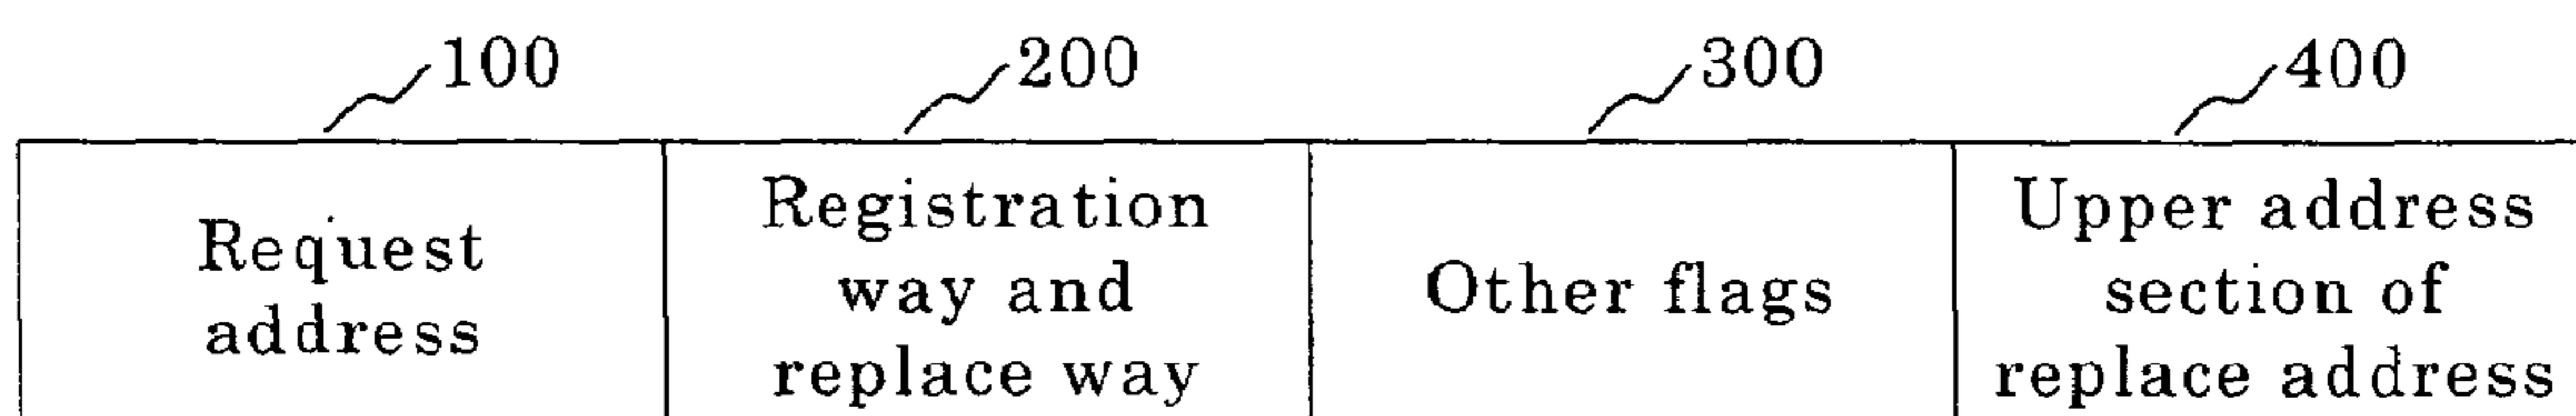 100
200
300
400
Request
address
Registration
way and
replace way
Other flags
Upper address
section of
replace address